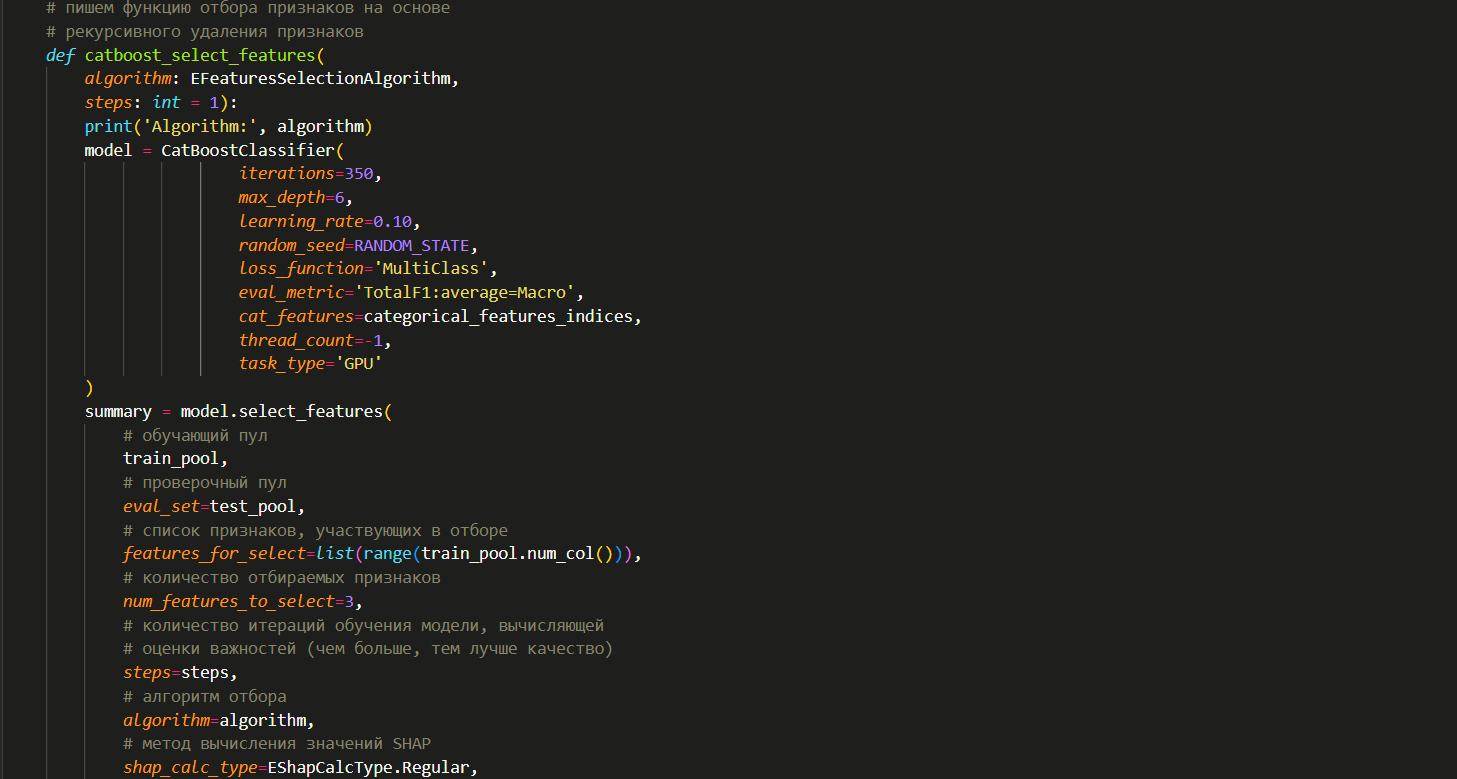 # пишем функцию отбора признаков на основе
# рекурсивного удаления признаков
def catboost_select_features(
    algorithm: EFeaturesSelectionAlgorithm,
    steps: int = 1):
    print('Algorithm:', algorithm)
    model = CatBoostClassifier(
                    iterations=350,
                    max_depth=6,
                    learning_rate=0.10,
                    random_seed=RANDOM_STATE,
                    loss_function='MultiClass',
                    eval_metric='TotalF1:average=Macro',
                    cat_features=categorical_features_indices,
                    thread_count=-1,
                    task_type='GPU'
    )
    summary = model.select_features(
        # обучающий пул
        train_pool,
        # проверочный пул
        eval_set=test_pool,
        # список признаков, участвующих в отборе
        features_for_select=list(range(train_pool.num_col())),
        # количество отбираемых признаков
        num_features_to_select=3,
        # количество итераций обучения модели, вычисляющей
        # оценки важностей (чем больше, тем лучше качество)
        steps=steps,
        # алгоритм отбора
        algorithm=algorithm,
        # метод вычисления значений SHAP
        shap_calc_type=EShapCalcType.Regular,